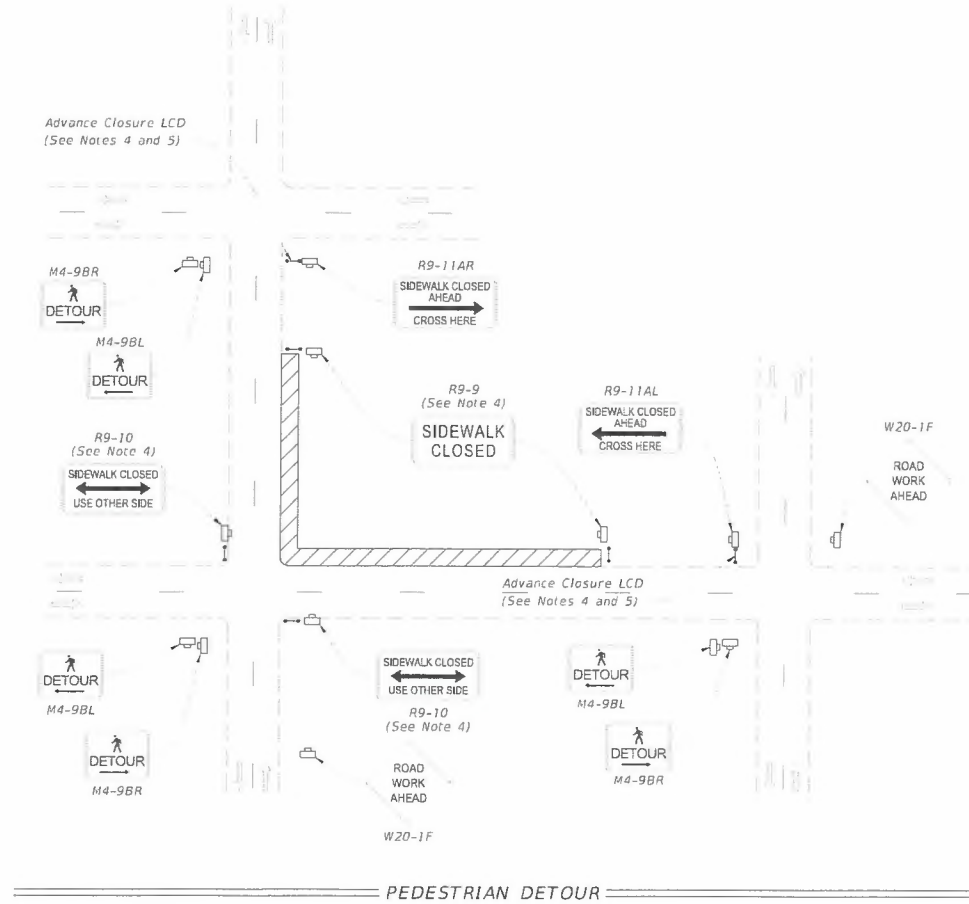 Advance Closure LCD
(See Notes 4 and 5)
M4-9BR
DETOUR
M4-9BL
DETOUR
R9-11AR
SIDEWALK CLOSED
AHEAD
CROSS HERE
R9-9
(See Note 4)
SIDEWALK
CLOSED
R9-11AL
SIDEWALK CLOSED
AHEAD
CROSS HERE
W20-1F
ROAD
WORK
AHEAD
R9-10
(See Note 4)
SIDEWALK CLOSED
USE OTHER SIDE
Advance Closure LCD
(See Notes 4 and 5)
DETOUR
M4-9BL
DETOUR
M4-9BR
SIDEWALK CLOSED
USE OTHER SIDE
R9-10
(See Note 4)
ROAD
WORK
AHEAD
W20-1F
DETOUR
M4-9BL
DETOUR
M4-9BR
PEDESTRIAN DETOUR